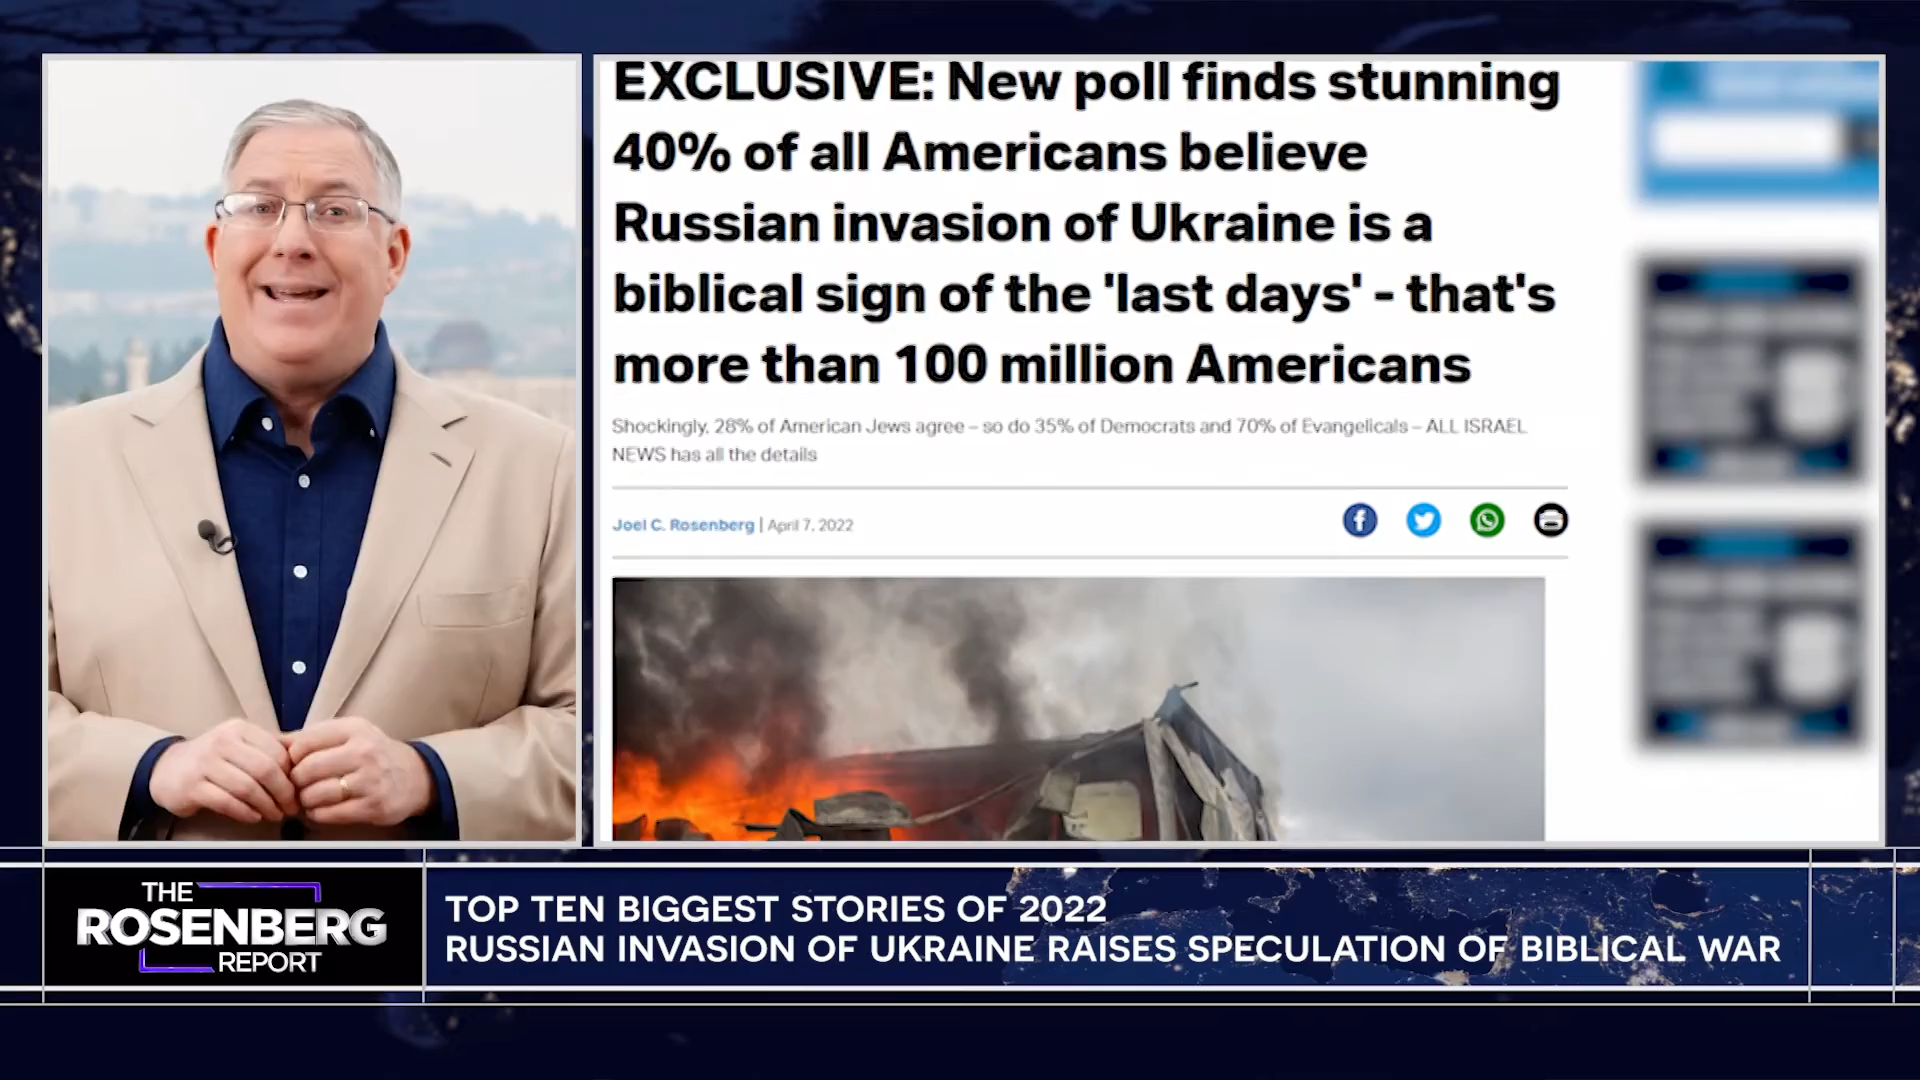 EXCLUSIVE: New poll finds stunning
40% of all Americans believe
Russian invasion of Ukraine is a
biblical sign of the 'last days' - that's
more than 100 million Americans
Shockingly, 28% of American Jews agree – so do 35% of Democrats and 70% of Evangelicals – ALL ISRAEL
NEWS has all the details
Joel C. Rosenberg | April 7, 2022
THE
ROSENBERG
REPORT
TOP TEN BIGGEST STORIES OF 2022
RUSSIAN INVASION OF UKRAINE RAISES SPECULATION OF BIBLICAL WAR